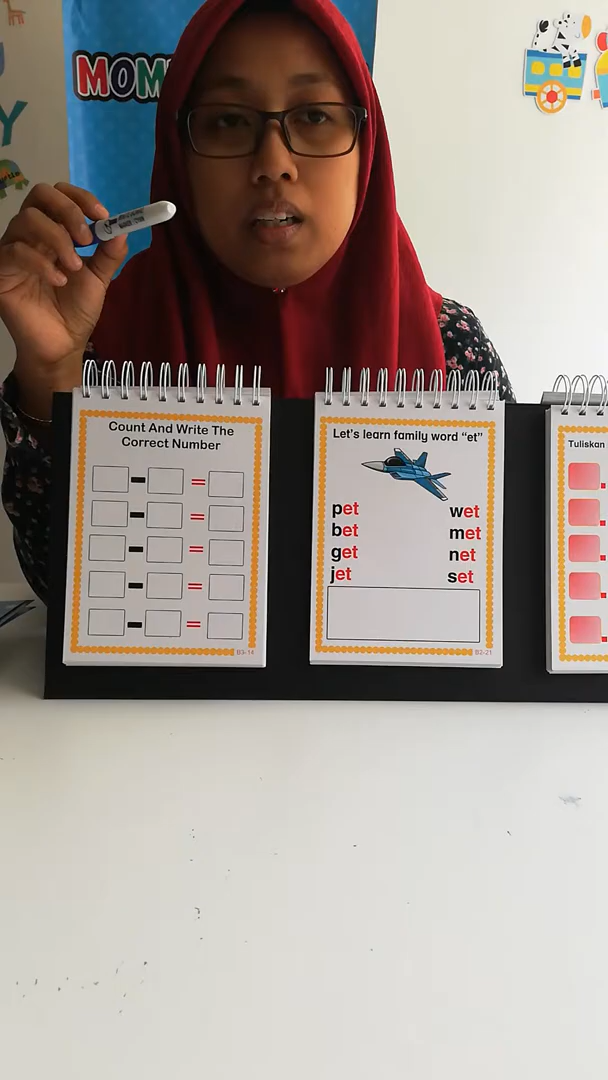 MOM
Y
Count And Write The
Correct Number
- =
- =
- =
- =
- =
B3-14
Let's learn family word "et"
pet wet
bet met
get net
jet set
B2-21
Tuliskan